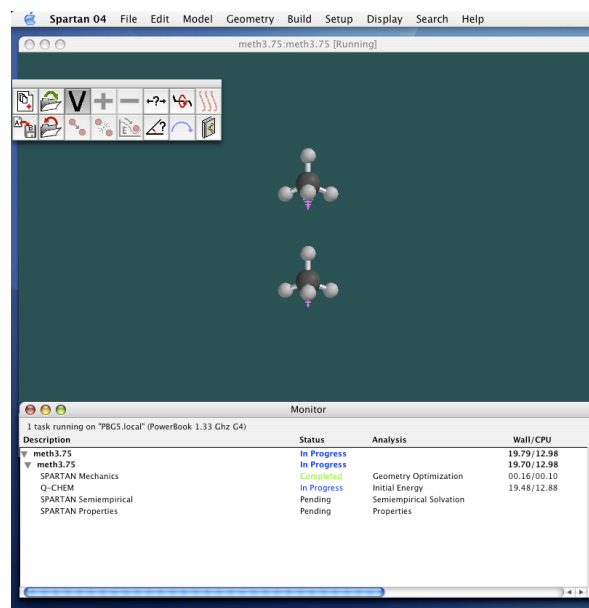 Spartan 04 File Edit Model Geometry Build Setup Display Search Help
meth3.75:meth3.75 [Running]
V
Monitor
1 task running on "PBG5.local" (PowerBook 1.33 Ghz G4)
Description Status Analysis Wall/CPU
meth3.75 In Progress 19.79/12.98
meth3.75 In Progress 19.70/12.98
SPARTAN Mechanics Completed Geometry Optimization 00.16/00.10
Q-CHEM In Progress Initial Energy 19.48/12.88
SPARTAN Semiempirical Pending Semiempirical Solvation
SPARTAN Properties Pending Properties